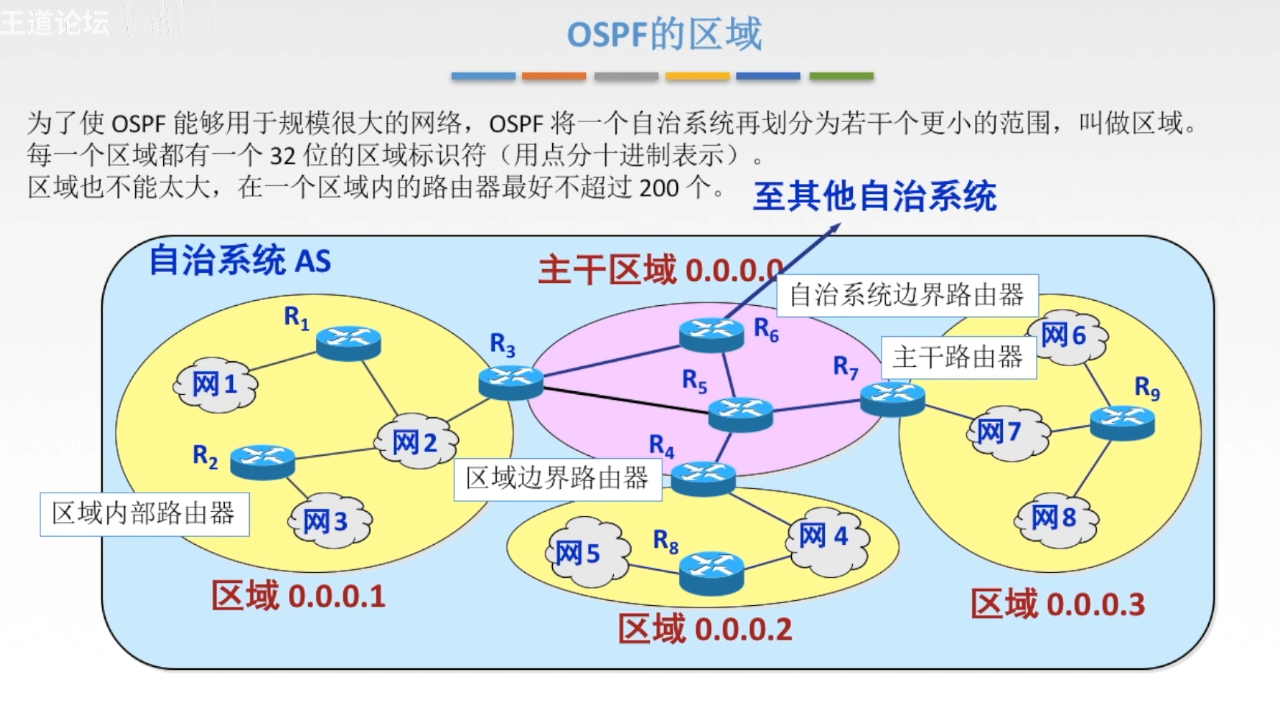 王道论坛
OSPF的区域
为了使 OSPF 能够用于规模很大的网络，OSPF 将一个自治系统再划分为若干个更小的范围，叫做区域。
每一个区域都有一个 32 位的区域标识符（用点分十进制表示）。
区域也不能太大，在一个区域内的路由器最好不超过 200 个。
至其他自治系统
自治系统 AS
主干区域 0.0.0.0
自治系统边界路由器
R1
R3
R6
网6
主干路由器
R7
R5
R9
网1
网2
网7
R2
R4
区域边界路由器
区域内部路由器
网3
网8
网5
R8
网4
区域 0.0.0.1
区域 0.0.0.2
区域 0.0.0.3